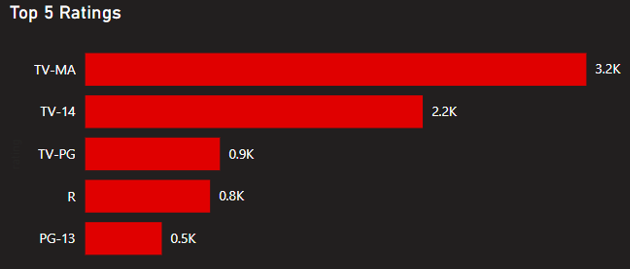 Top 5 Ratings
TV-MA 3.2K
TV-14 2.2K
TV-PG 0.9K
R 0.8K
PG-13 0.5K